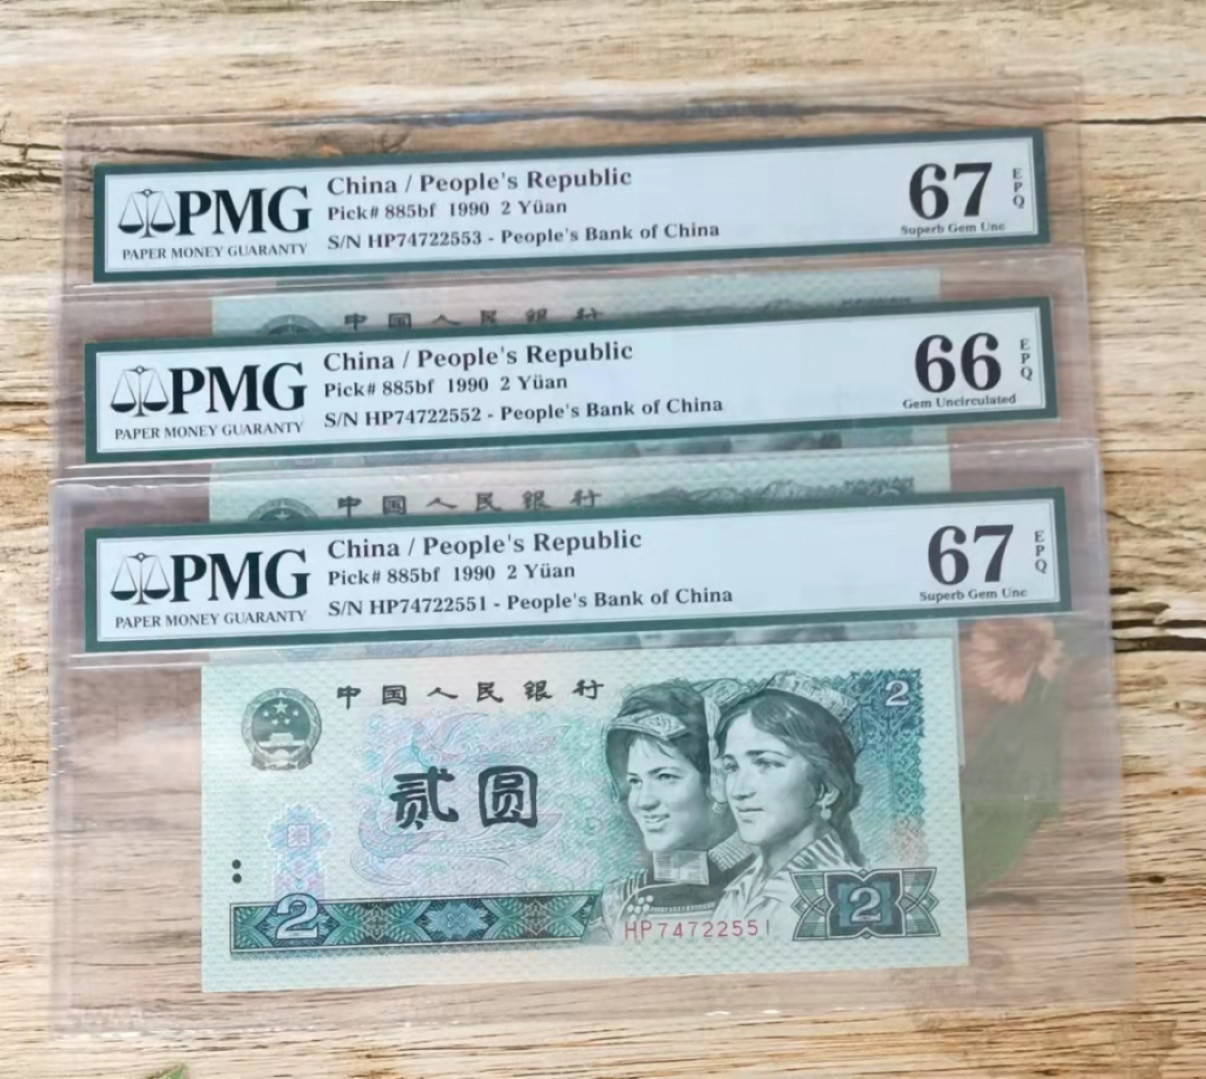 PMG
PAPER MONEY GUARANTY
China / People's Republic
Pick# 885bf 1990 2 Yüan
S/N HP74722553 - People's Bank of China
67
EPQ
Superb Gem Unc
中国人民银行
PMG
PAPER MONEY GUARANTY
China / People's Republic
Pick# 885bf 1990 2 Yüan
S/N HP74722552 - People's Bank of China
66
EPQ
Gem Uncirculated
中国人民银行
PMG
PAPER MONEY GUARANTY
China / People's Republic
Pick# 885bf 1990 2 Yüan
S/N HP74722551 - People's Bank of China
67
EPQ
Superb Gem Unc
中国人民银行
2
贰圆
2
HP74722551
2